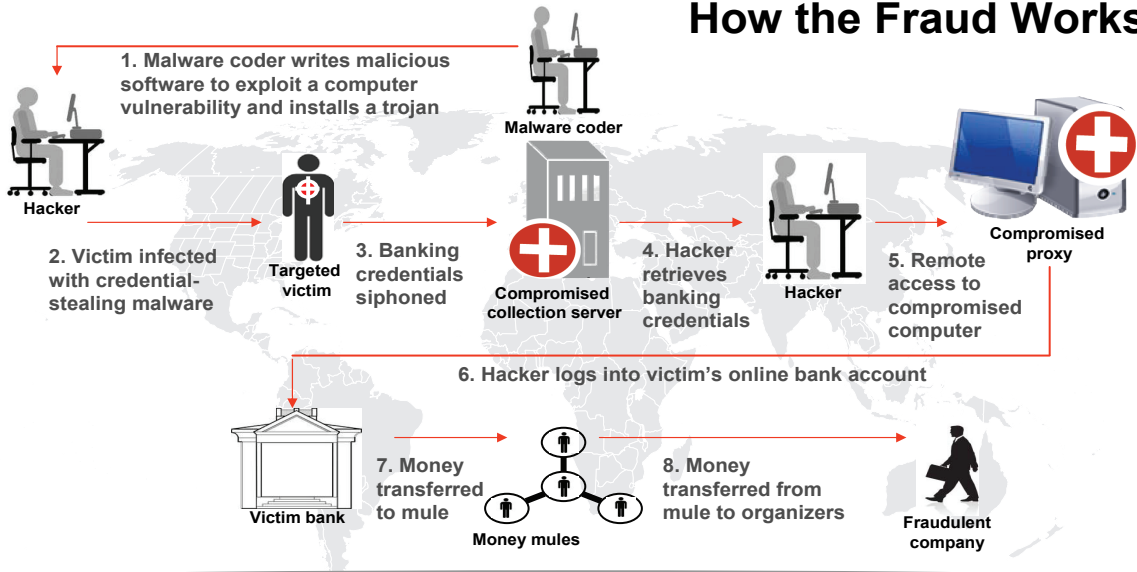 How the Fraud Works
1. Malware coder writes malicious
software to exploit a computer
vulnerability and installs a trojan
Malware coder
Hacker
2. Victim infected
with credential-
stealing malware
Targeted
victim
3. Banking
credentials
siphoned
Compromised
collection server
4. Hacker
retrieves
banking
credentials
Hacker
5. Remote
access to
compromised
computer
Compromised
proxy
6. Hacker logs into victim's online bank account
Victim bank
7. Money
transferred
to mule
Money mules
8. Money
transferred from
mule to organizers
Fraudulent
company